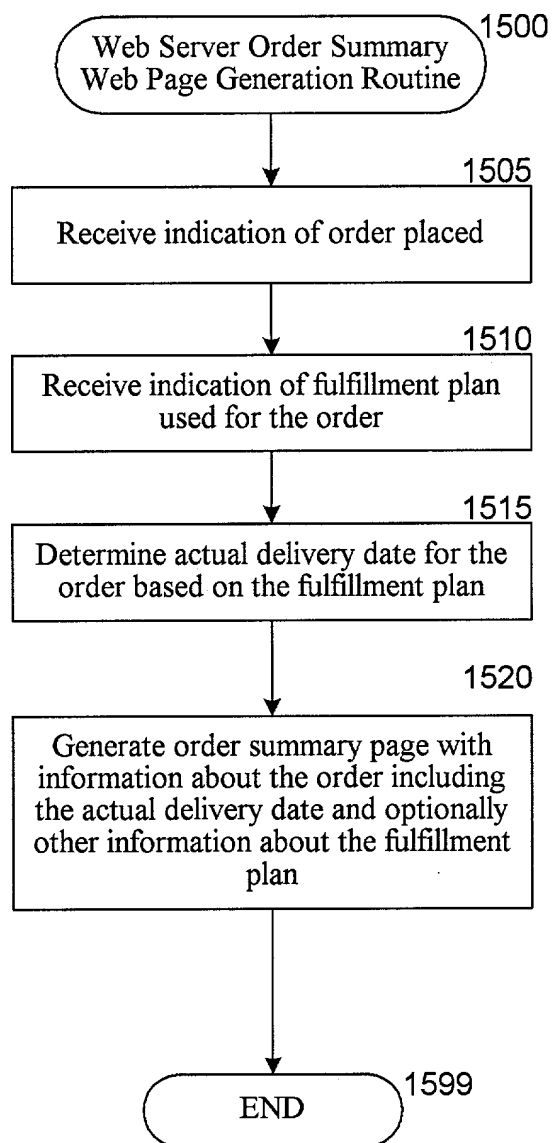 1500
Web Server Order Summary
Web Page Generation Routine
1505
Receive indication of order placed
1510
Receive indication of fulfillment plan
used for the order
1515
Determine actual delivery date for the
order based on the fulfillment plan
1520
Generate order summary page with
information about the order including
the actual delivery date and optionally
other information about the fulfillment
plan
1599
END